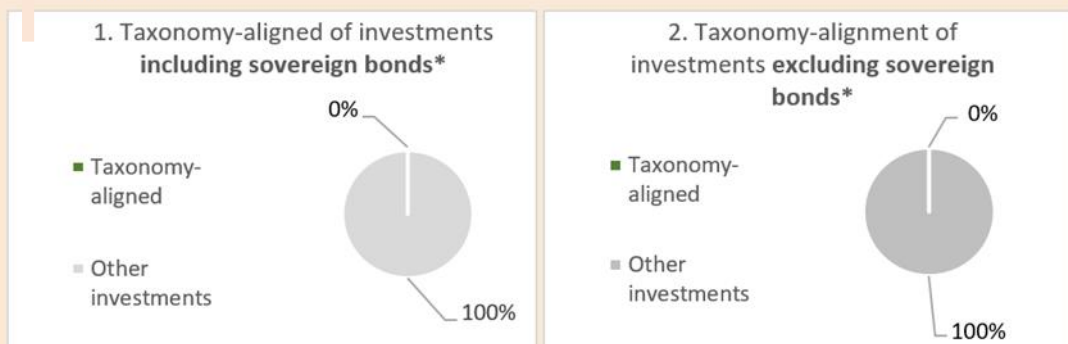 1. Taxonomy-aligned of investments
including sovereign bonds*
0%
Taxonomy-
aligned
Other
investments
100%
2. Taxonomy-alignment of
investments excluding sovereign
bonds*
0%
Taxonomy-
aligned
Other
investments
100%